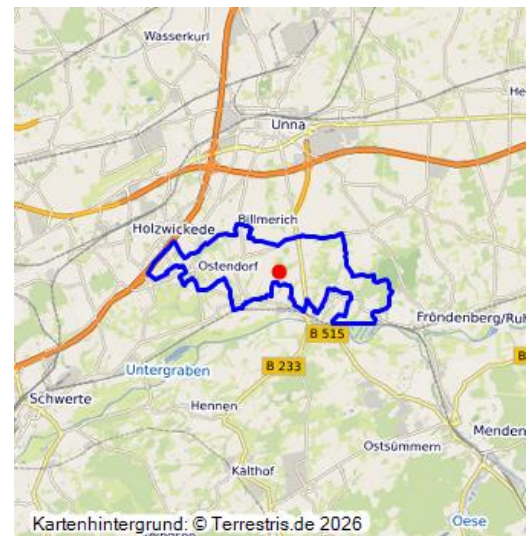 Wasserkurl
Unna
Holzwickede
Billmerich
Ostendorf
B 515
Fröndenberg/Ruh
B 233
Untergraben
Schwerte
Hennen
Menden
Ostsümmern
Kalthof
Oese
Kartenhintergrund: © Terrestris.de 2026